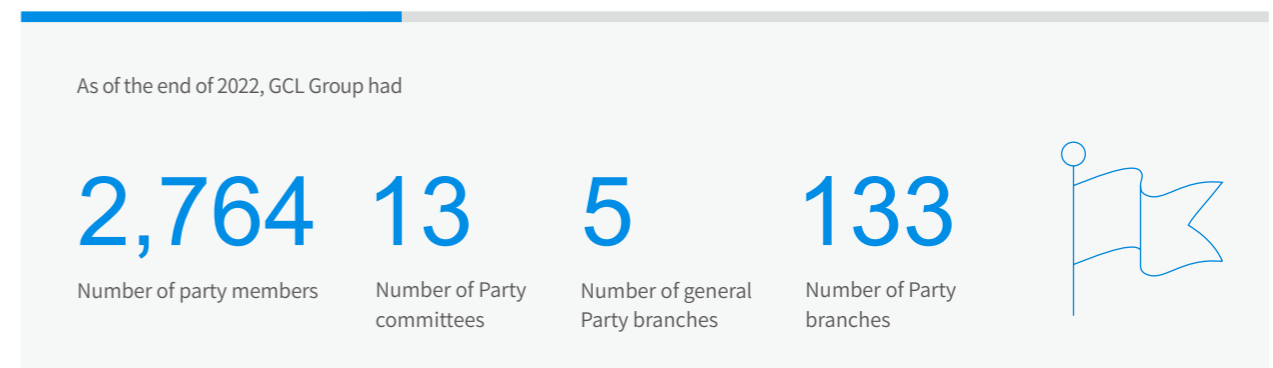 As of the end of 2022, GCL Group had
2,764
Number of party members
13
Number of Party
committees
5
Number of general
Party branches
133
Number of Party
branches